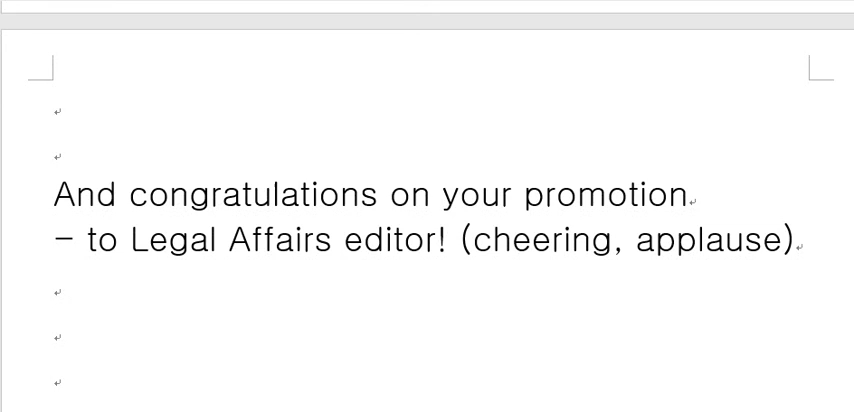 And congratulations on your promotion
- to Legal Affairs editor! (cheering, applause)